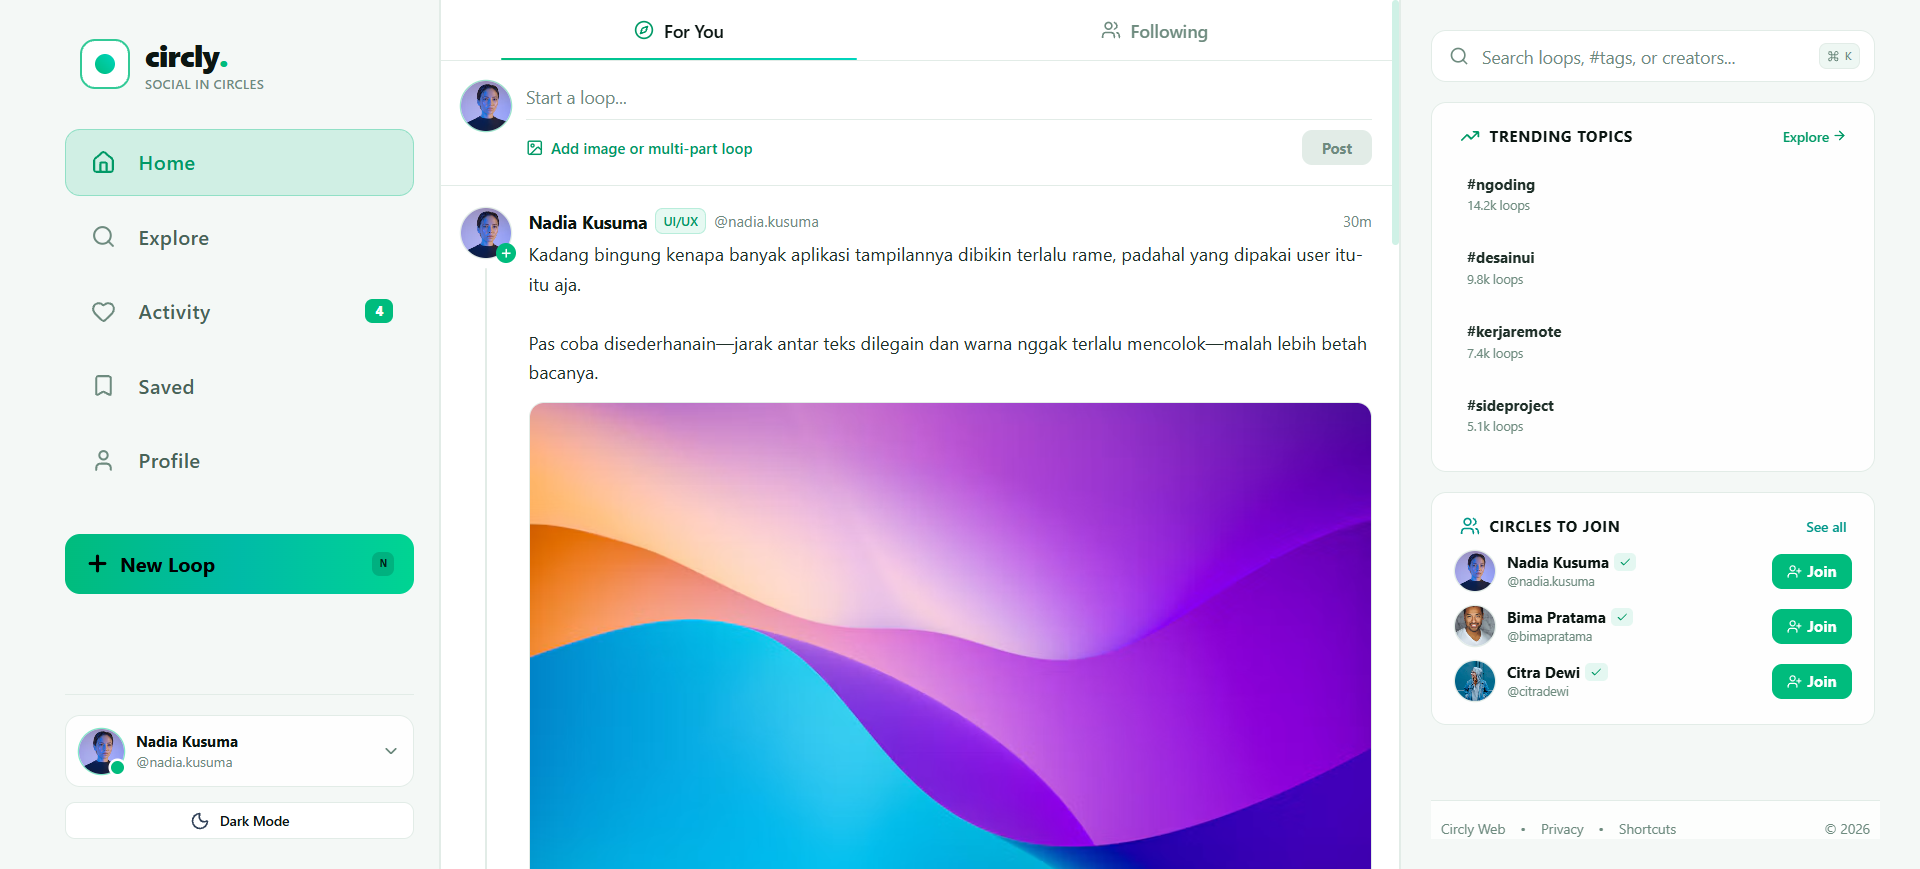 circly.
SOCIAL IN CIRCLES
Home
Explore
Activity
4
Saved
Profile
New Loop
N
Nadia Kusuma
@nadia.kusuma
Dark Mode
For You
Following
Start a loop...
Add image or multi-part loop
Post
Nadia Kusuma UI/UX @nadia.kusuma 30m
Kadang bingung kenapa banyak aplikasi tampilannya dibikin terlalu rame, padahal yang dipakai user itu-
itu aja.
Pas coba disederhanain—jarak antar teks dilegain dan warna nggak terlalu mencolok—malah lebih betah
bacanya.
Search loops, #tags, or creators...
⌘ K
TRENDING TOPICS
Explore →
#ngoding
14.2k loops
#desainui
9.8k loops
#kerjaremote
7.4k loops
#sideproject
5.1k loops
CIRCLES TO JOIN
See all
Nadia Kusuma
@nadia.kusuma
Join
Bima Pratama
@bimapratama
Join
Citra Dewi
@citradewi
Join
Circly Web • Privacy • Shortcuts
© 2026